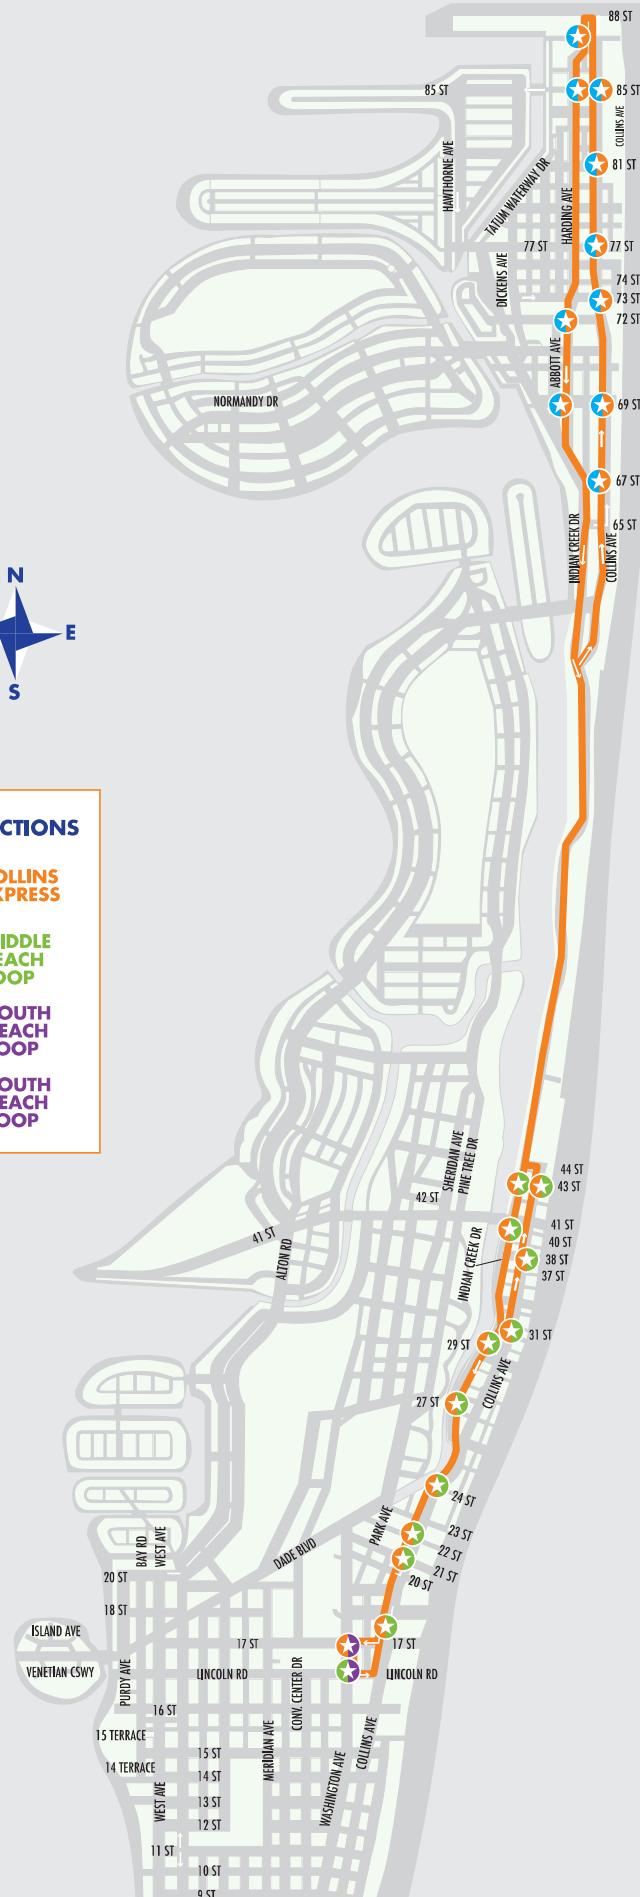 88 ST
85 ST
85 ST
COLLINS AVE
HAWTHORNE AVE
TATUM WATERWAY DR
HARDING AVE
81 ST
77 ST
77 ST
DICKENS AVE
74 ST
73 ST
72 ST
ABBOTT AVE
NORMANDY DR
69 ST
67 ST
INDIAN CREEK DR
65 ST
COLLINS AVE
N
E
S
CTIONS
OLLINS
XPRESS
IDDLE
EACH
OOP
OUTH
EACH
OOP
OUTH
EACH
OOP
SHERIDAN AVE
PINE TREE DR
44 ST
43 ST
42 ST
41 ST
41 ST
40 ST
ALTON RD
INDIAN CREEK DR
38 ST
37 ST
31 ST
29 ST
COLLINS AVE
27 ST
24 ST
PARK AVE
23 ST
22 ST
21 ST
20 ST
DADE BLVD
BAY RD
WEST AVE
20 ST
18 ST
ISLAND AVE
17 ST
17 ST
VENETIAN CSWY
PURDY AVE
LINCOLN RD
CONV. CENTER DR
LINCOLN RD
16 ST
15 TERRACE
MERIDIAN AVE
COLLINS AVE
15 ST
14 TERRACE
14 ST
WASHINGTON AVE
WEST AVE
13 ST
12 ST
11 ST
10 ST
9 ST